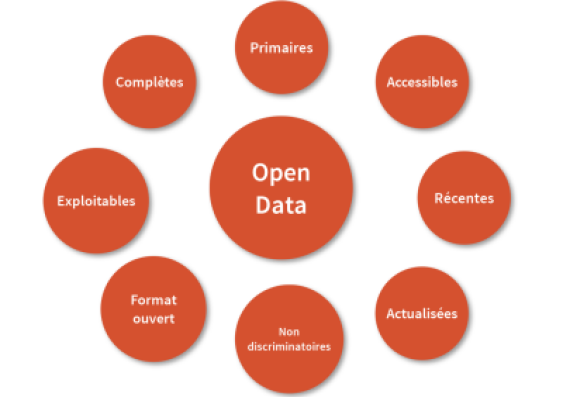 Primaires
Complètes
Accessibles
Open
Data
Exploitables
Récentes
Format
ouvert
Actualisées
Non
discriminatoires